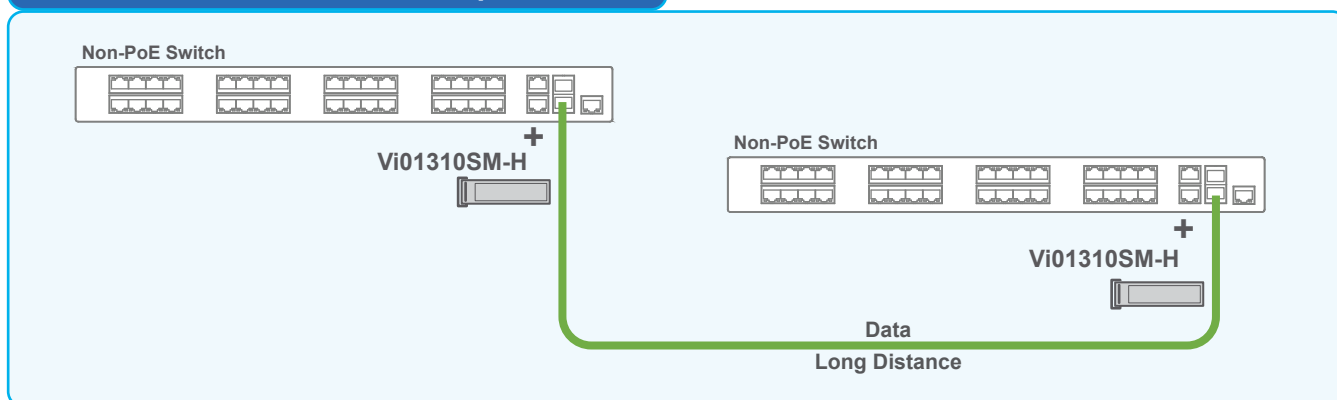 Non-PoE Switch
+
Vi01310SM-H
Non-PoE Switch
+
Vi01310SM-H
Data
Long Distance